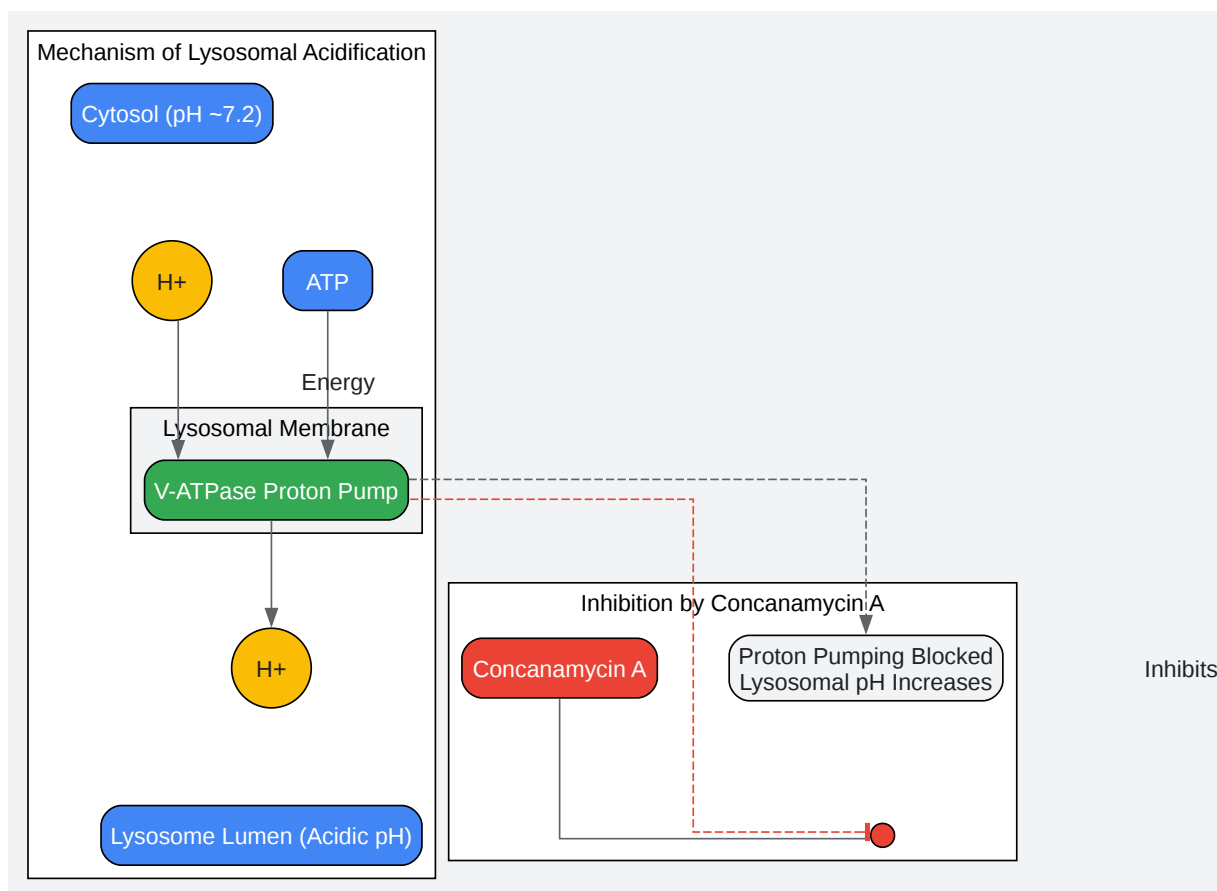 Mechanism of Lysosomal Acidification
Cytosol (pH ~7.2)
H+
ATP
Energy
Lysosomal Membrane
V-ATPase Proton Pump
H+
Lysosome Lumen (Acidic pH)
Inhibition by Concanamycin A
Concanamycin A
Proton Pumping Blocked
Lysosomal pH Increases
Inhibits